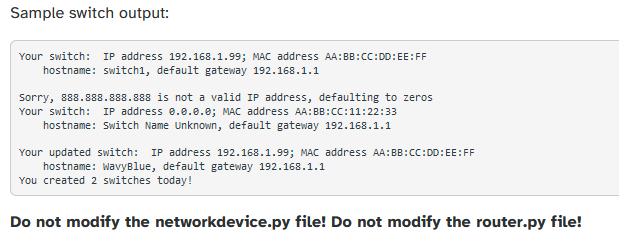 Sample switch output:
Your switch:  IP address 192.168.1.99; MAC address AA:BB:CC:DD:EE:FF
    hostname: switch1, default gateway 192.168.1.1
Sorry, 888.888.888.888 is not a valid IP address, defaulting to zeros
Your switch:  IP address 0.0.0.0; MAC address AA:BB:CC:11:22:33
    hostname: Switch Name Unknown, default gateway 192.168.1.1
Your updated switch:  IP address 192.168.1.99; MAC address AA:BB:CC:DD:EE:FF
    hostname: WavyBlue, default gateway 192.168.1.1
You created 2 switches today!
Do not modify the networkdevice.py file! Do not modify the router.py file!